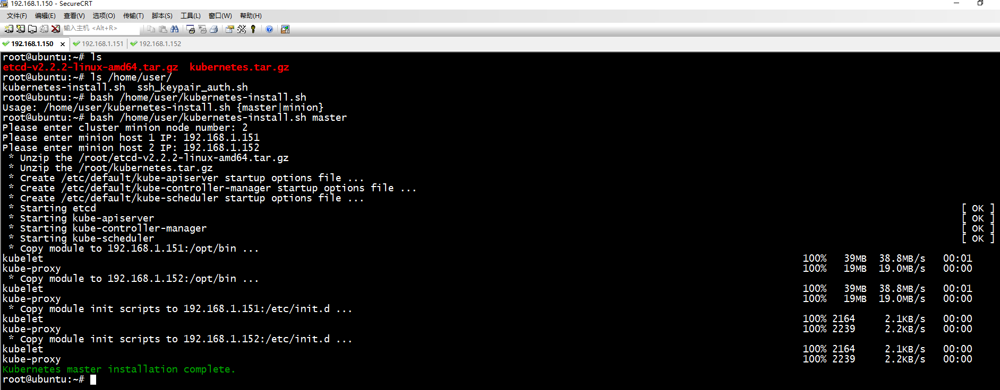 192.168.1.150 - SecureCRT
文件(F) 编辑(E) 查看(V) 选项(O) 传输(T) 脚本(S) 工具(L) 窗口(W) 帮助(H)
输入主机 <Alt+R>
192.168.1.150 192.168.1.151 192.168.1.152
root@ubuntu:~# ls
etcd-v2.2.2-linux-amd64.tar.gz kubernetes.tar.gz
root@ubuntu:~# ls /home/user/
kubernetes-install.sh ssh_keypair_auth.sh
root@ubuntu:~# bash /home/user/kubernetes-install.sh
Usage: /home/user/kubernetes-install.sh {master|minion}
root@ubuntu:~# bash /home/user/kubernetes-install.sh master
Please enter cluster minion node number: 2
Please enter minion host 1 IP: 192.168.1.151
Please enter minion host 2 IP: 192.168.1.152
* Unzip the /root/etcd-v2.2.2-linux-amd64.tar.gz
* Unzip the /root/kubernetes.tar.gz
* Create /etc/default/kube-apiserver startup options file ...
* Create /etc/default/kube-controller-manager startup options file ...
* Create /etc/default/kube-scheduler startup options file ...
* Starting etcd [ OK ]
* Starting kube-apiserver [ OK ]
* Starting kube-controller-manager [ OK ]
* Starting kube-scheduler [ OK ]
* Copy module to 192.168.1.151:/opt/bin ...
kubelet 100% 39MB 38.8MB/s 00:01
kube-proxy 100% 19MB 19.0MB/s 00:00
* Copy module to 192.168.1.152:/opt/bin ...
kubelet 100% 39MB 38.8MB/s 00:01
kube-proxy 100% 19MB 19.0MB/s 00:00
* Copy module init scripts to 192.168.1.151:/etc/init.d ...
kubelet 100% 2164 2.1KB/s 00:00
kube-proxy 100% 2239 2.2KB/s 00:00
* Copy module init scripts to 192.168.1.152:/etc/init.d ...
kubelet 100% 2164 2.1KB/s 00:00
kube-proxy 100% 2239 2.2KB/s 00:00
Kubernetes master installation complete.
root@ubuntu:~#